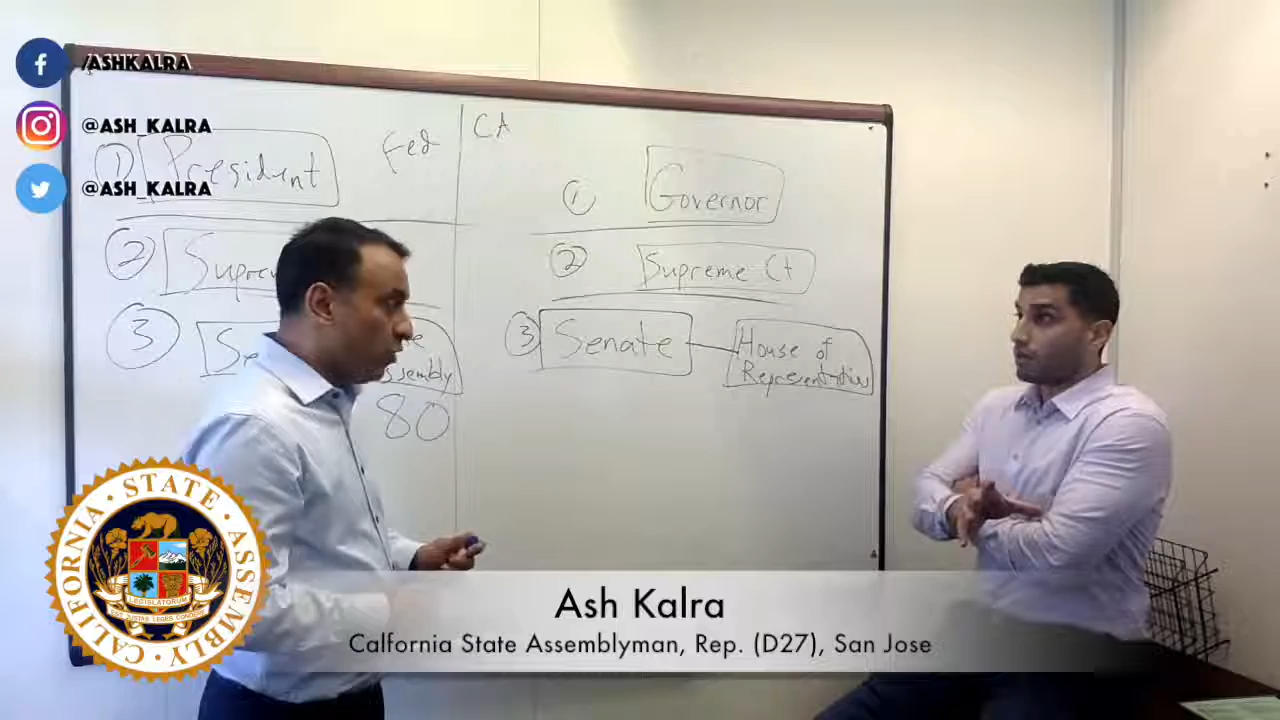 /ASHKALRA
@ASH_KALRA
@ASH_KALRA
Fed
CA
① President
① Governor
②
② Supreme Ct
③
③ Senate
House of
Representatives
80
CALIFORNIA · STATE · ASSEMBLY
LEGISLATORUM
Ash Kalra
Calfornia State Assemblyman, Rep. (D27), San Jose